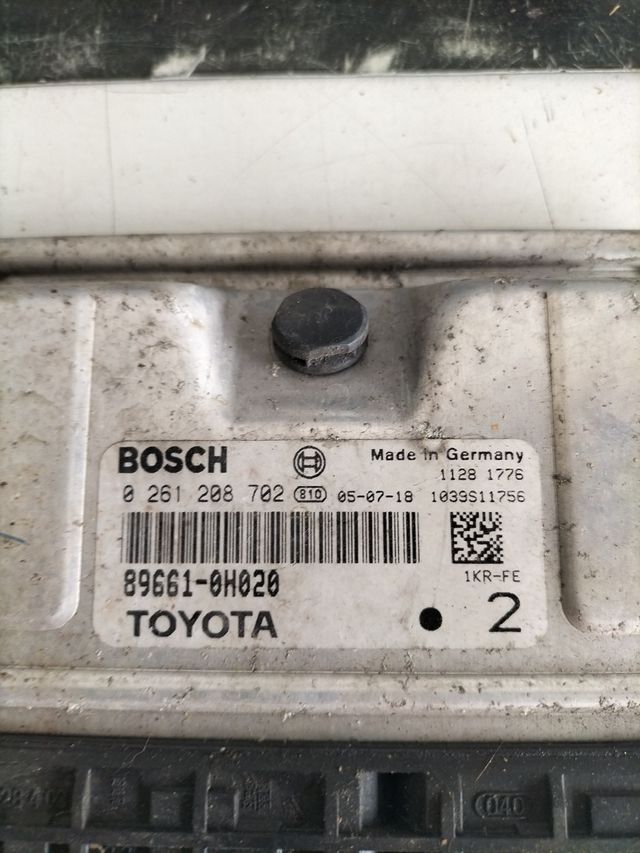 BOSCH Made in Germany
1128 1776
0 261 208 702 810 05-07-18 1039S11756
89661-0H020 1KR-FE
TOYOTA 2
040